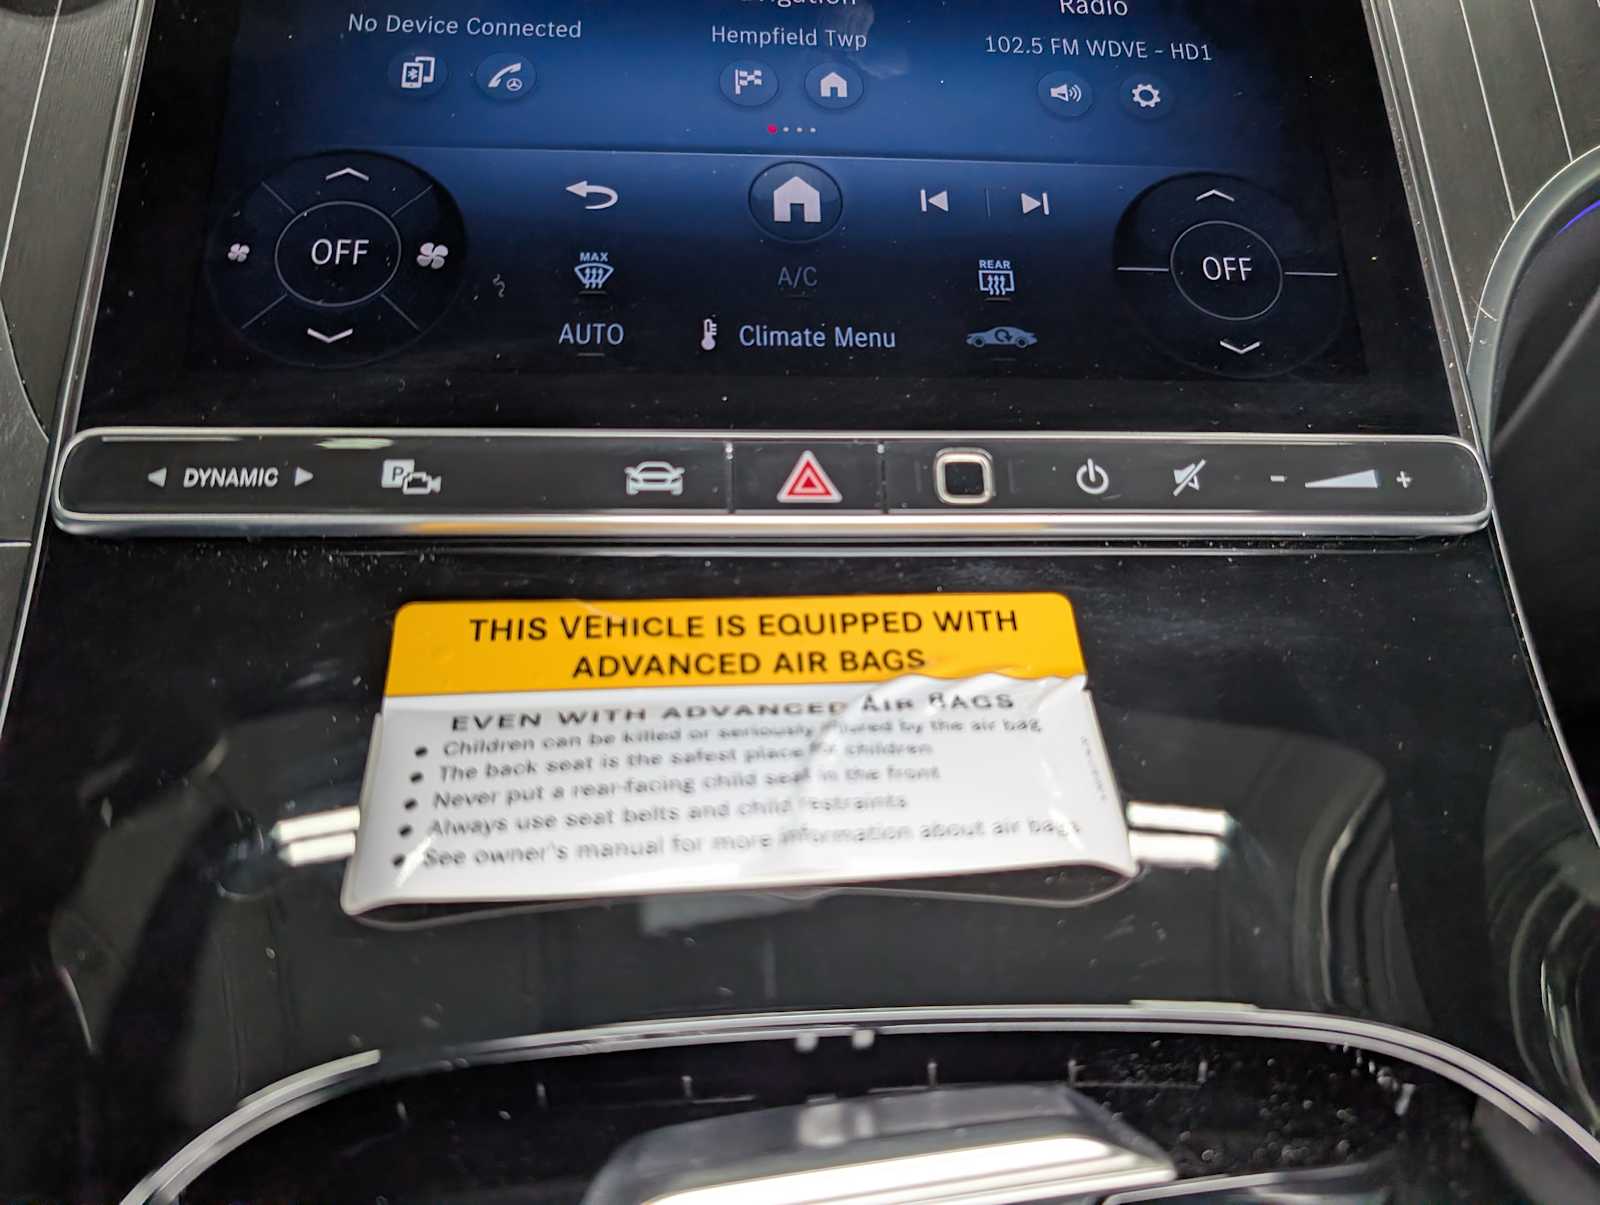 Radio
No Device Connected
Hempfield Twp
102.5 FM WDVE - HD1
OFF
MAX
A/C
REAR
OFF
AUTO
Climate Menu
DYNAMIC
P
- +
THIS VEHICLE IS EQUIPPED WITH
ADVANCED AIR BAGS
EVEN WITH ADVANCED AIR BAGS
• Children can be killed or seriously injured by the air bag
• The back seat is the safest place for children
• Never put a rear-facing child seat in the front
• Always use seat belts and child restraints
• See owner's manual for more information about air bags